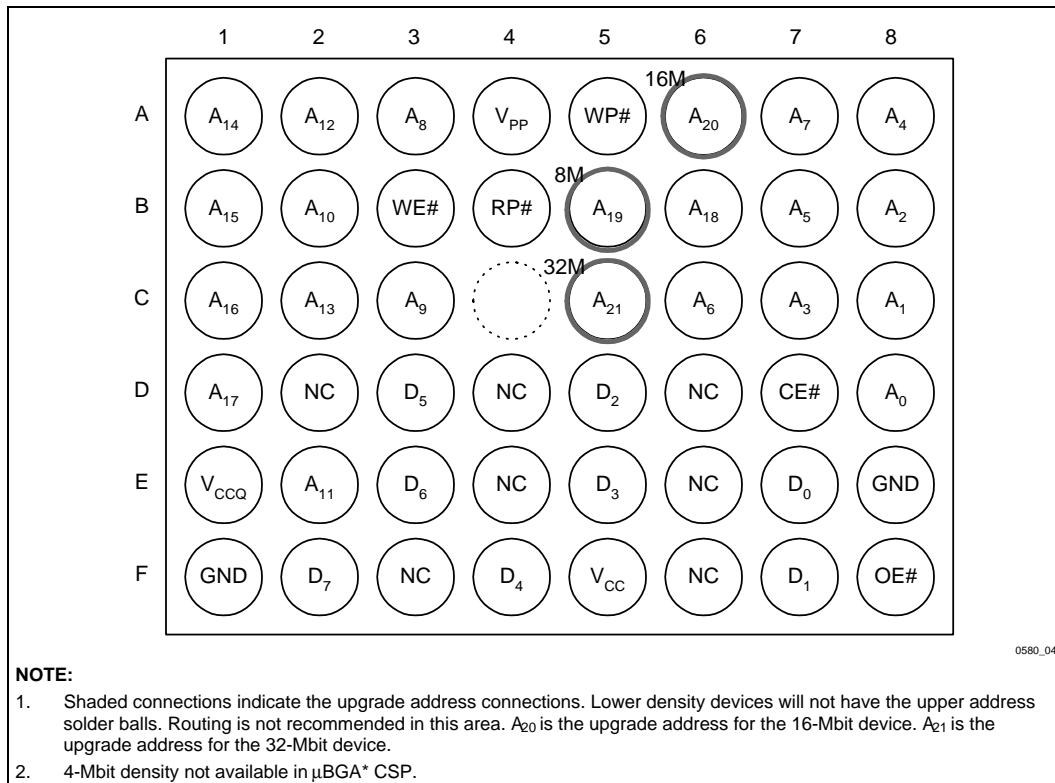 1 2 3 4 5 6 7 8
16M
A A₁₄ A₁₂ A₈ V_PP WP# A₂₀ A₇ A₄
8M
B A₁₅ A₁₀ WE# RP# A₁₉ A₁₈ A₅ A₂
32M
C A₁₆ A₁₃ A₉ A₂₁ A₆ A₃ A₁
D A₁₇ NC D₅ NC D₂ NC CE# A₀
E V_CCQ A₁₁ D₆ NC D₃ NC D₀ GND
F GND D₇ NC D₄ V_CC NC D₁ OE#
0580_04
NOTE:
1. Shaded connections indicate the upgrade address connections. Lower density devices will not have the upper address
solder balls. Routing is not recommended in this area. A₂₀ is the upgrade address for the 16-Mbit device. A₂₁ is the
upgrade address for the 32-Mbit device.
2. 4-Mbit density not available in µBGA* CSP.